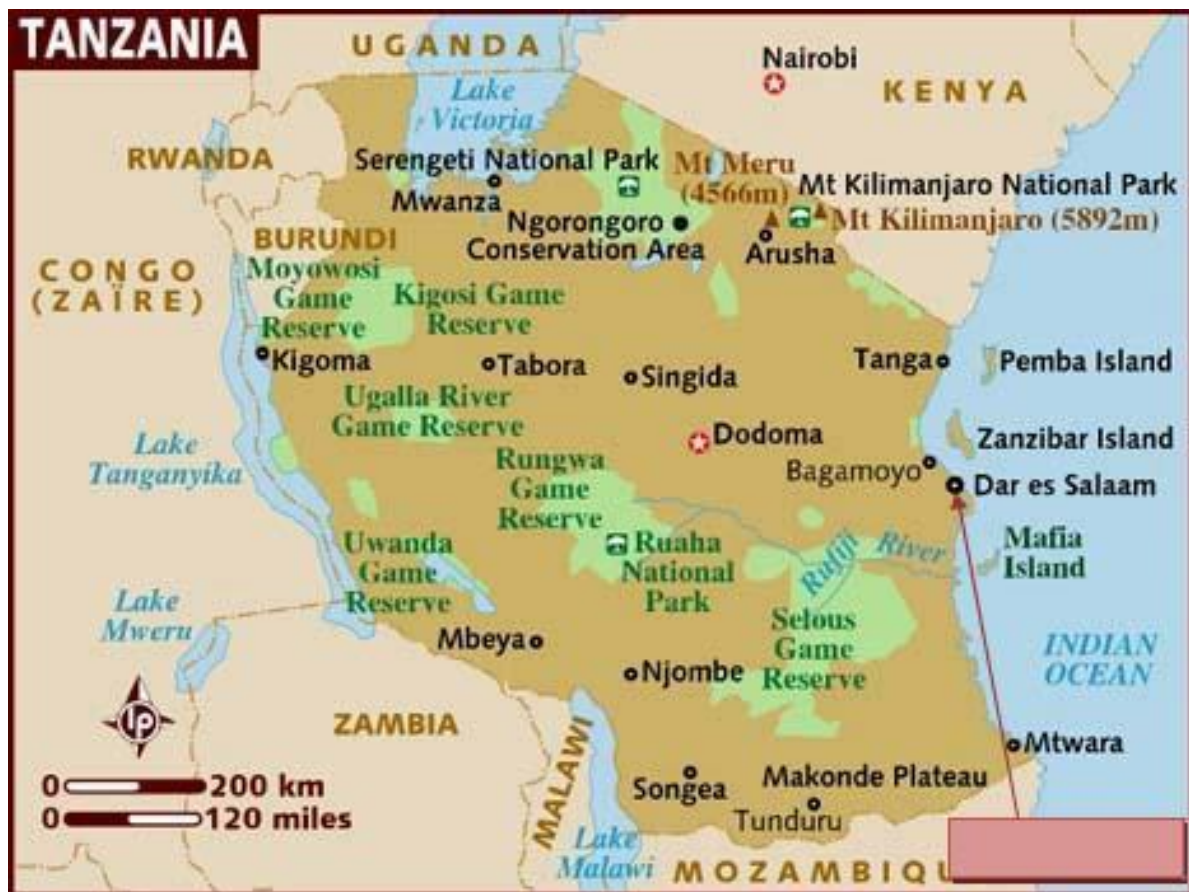 TANZANIA
UGANDA
Nairobi
KENYA
Lake
Victoria
RWANDA
Serengeti National Park
Mwanza
Mt Meru
(4566m)
Mt Kilimanjaro National Park
Mt Kilimanjaro (5892m)
Ngorongoro
Conservation Area
Arusha
BURUNDI
CONGO
(ZAÏRE)
Moyowosi
Game
Reserve
Kigosi Game
Reserve
Kigoma
Tabora
Singida
Tanga
Pemba Island
Ugalla River
Game Reserve
Dodoma
Zanzibar Island
Lake
Tanganyika
Rungwa
Game
Reserve
Bagamoyo
Dar es Salaam
Uwanda
Game
Reserve
Ruaha
National
Park
Rufiji
River
Mafia
Island
Lake
Mweru
Mbeya
Selous
Game
Reserve
INDIAN
OCEAN
Njombe
lp
ZAMBIA
MALAWI
Mtwara
0 200 km
0 120 miles
Songea
Makonde Plateau
Tunduru
Lake
Malawi
MOZAMBIQU